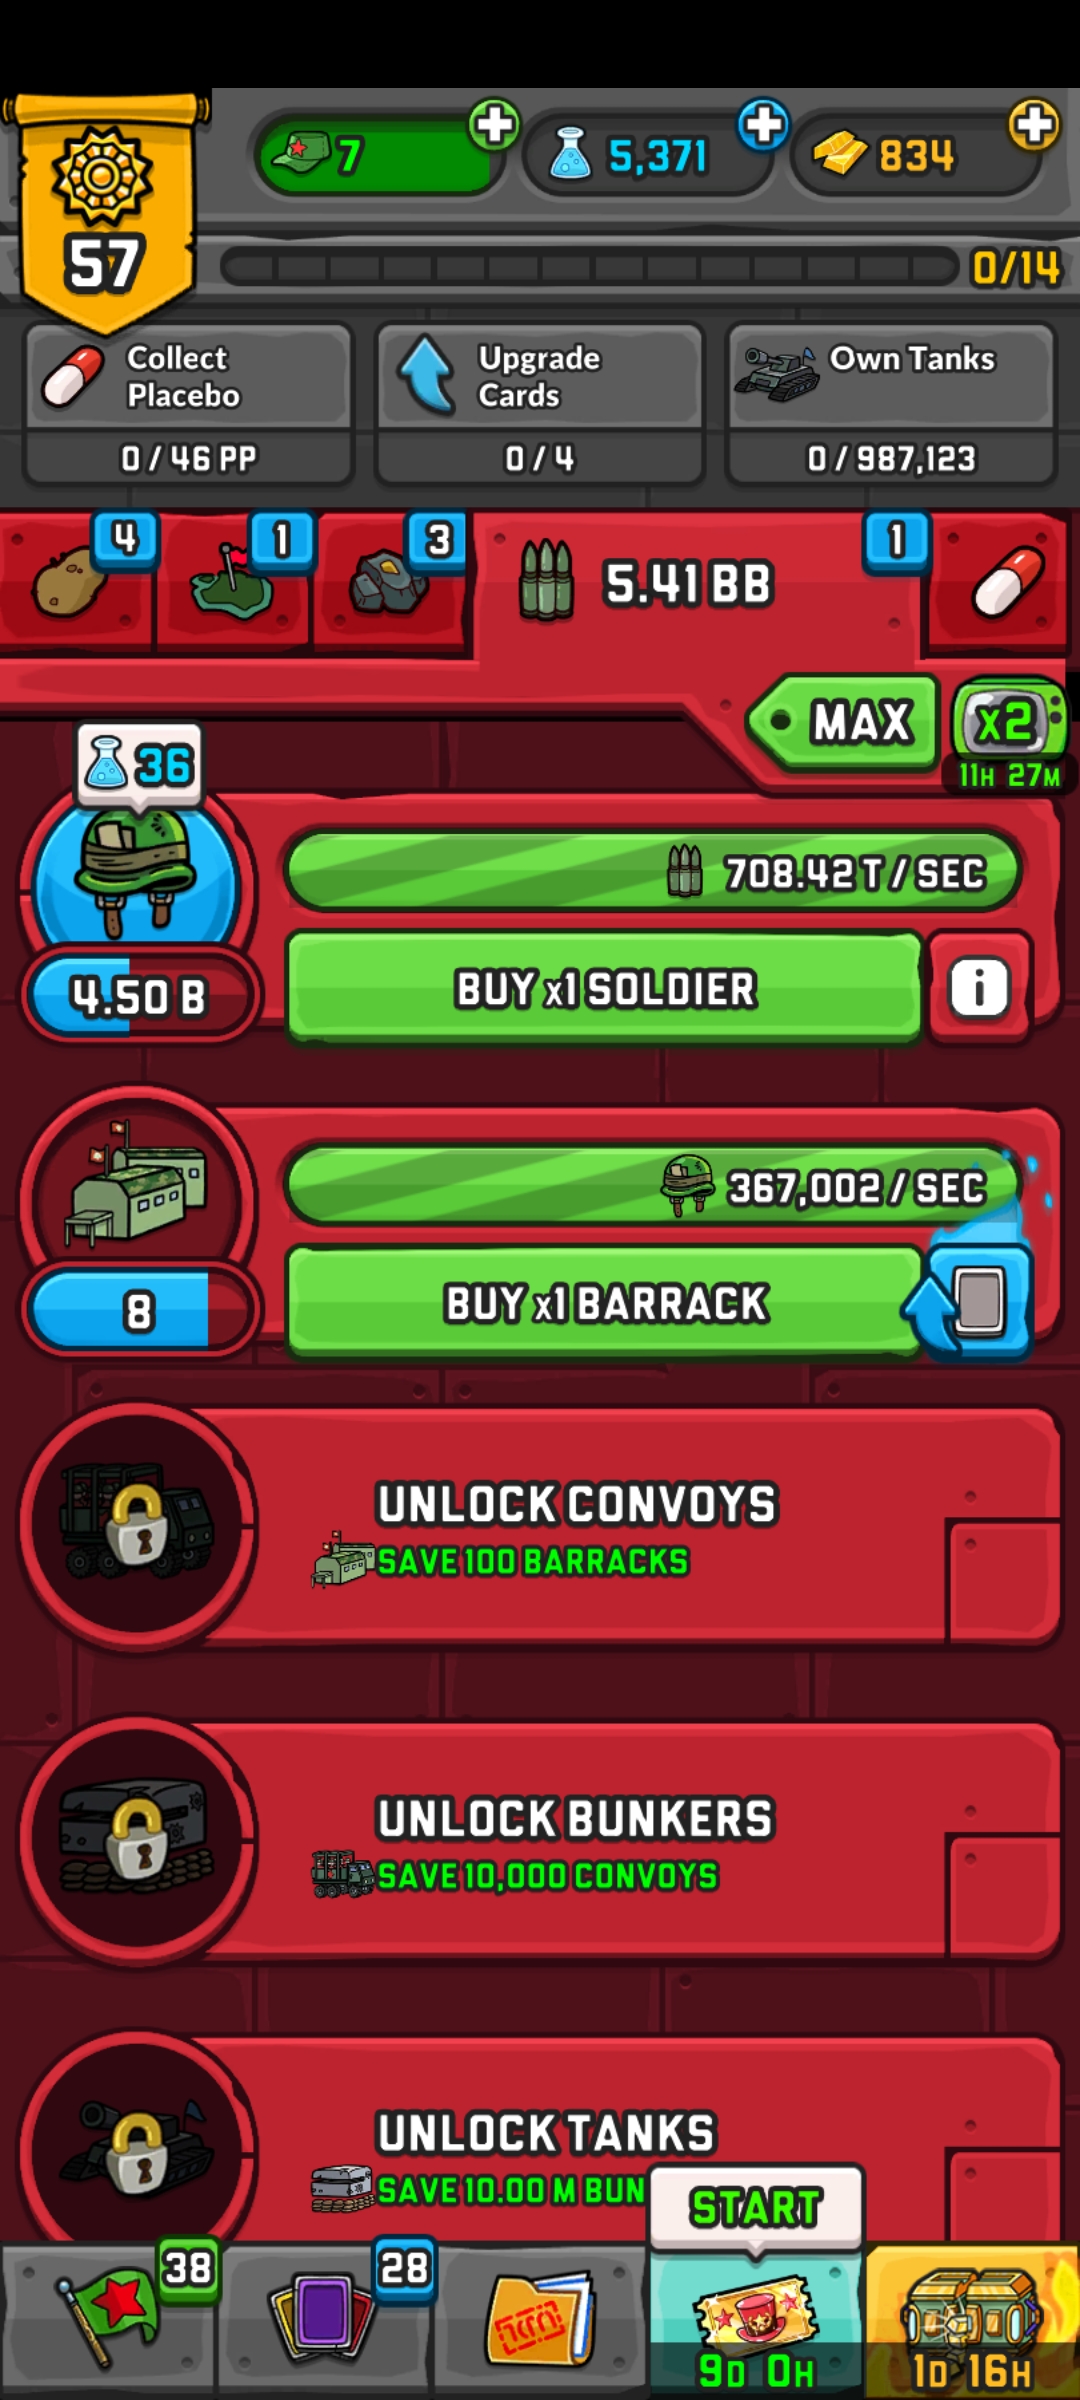 7
5,371
834
57
0/14
Collect
Placebo
0 / 46 PP
Upgrade
Cards
0 / 4
Own Tanks
0 / 987,123
4
1
3
5.41 BB
1
MAX
X2
11H 27M
36
708.42 T / SEC
4.50 B
BUY x1 SOLDIER
i
367,002 / SEC
8
BUY x1 BARRACK
UNLOCK CONVOYS
SAVE 100 BARRACKS
UNLOCK BUNKERS
SAVE 10,000 CONVOYS
UNLOCK TANKS
SAVE 10.00 M BUN
START
38
28
9D 0H
1D 16H